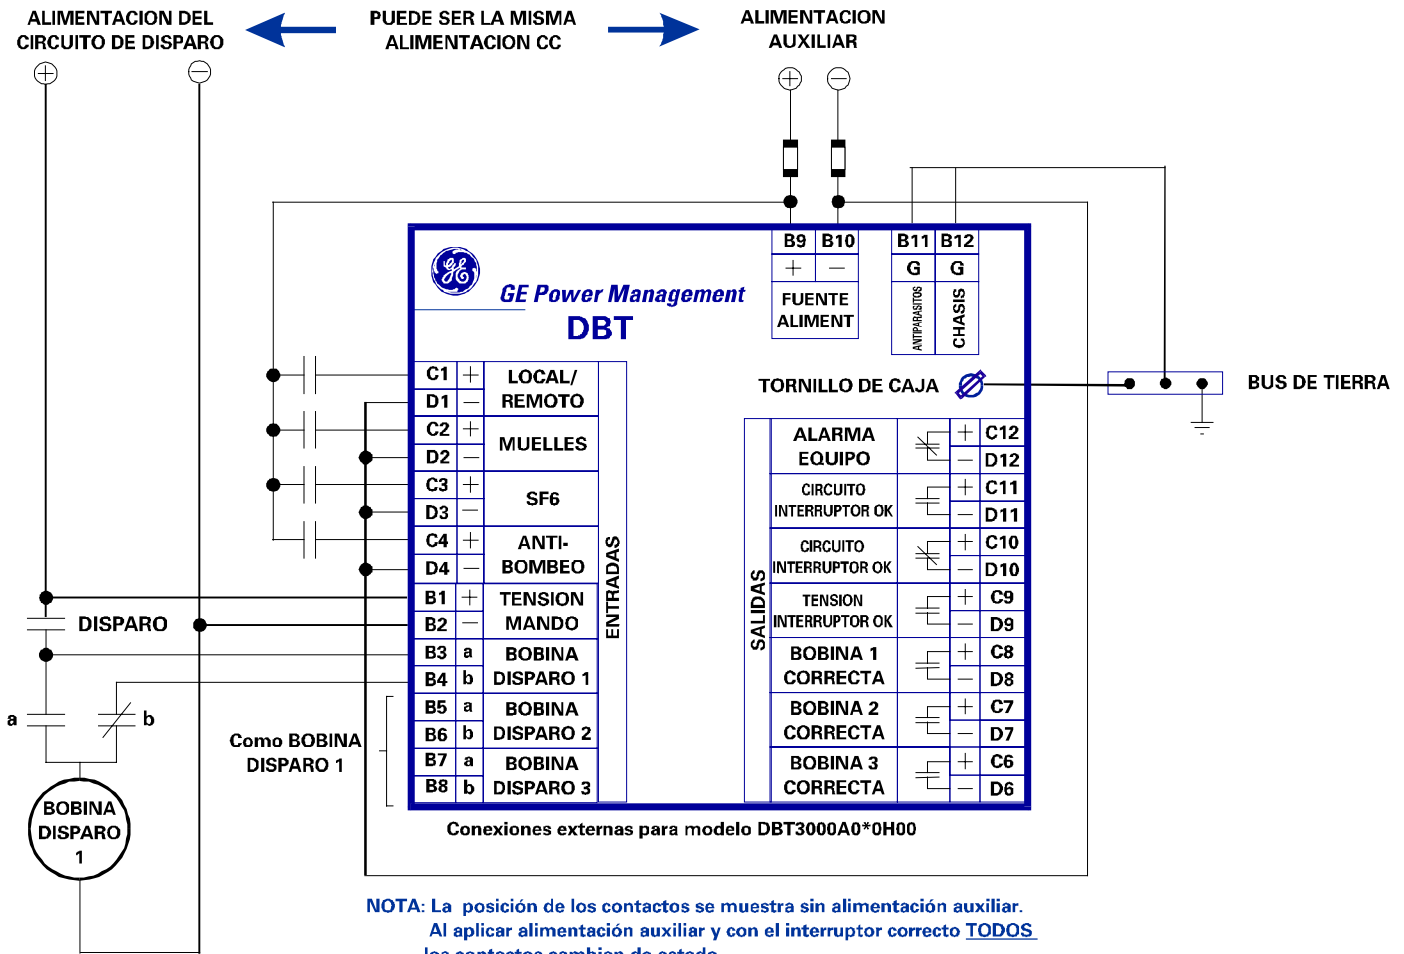 ALIMENTACION DEL
CIRCUITO DE DISPARO
PUEDE SER LA MISMA
ALIMENTACION CC
ALIMENTACION
AUXILIAR
+
−
+
−
B9 B10
+ −
FUENTE
ALIMENT
B11 B12
G G
ANTIPARASITOS
CHASIS
GE
GE Power Management
DBT
TORNILLO DE CAJA
BUS DE TIERRA
C1 +
D1 −
LOCAL/
REMOTO
C2 +
D2 −
MUELLES
C3 +
D3 −
SF6
C4 +
D4 −
ANTI-
BOMBEO
B1 +
B2 −
TENSION
MANDO
B3 a
B4 b
BOBINA
DISPARO 1
B5 a
B6 b
BOBINA
DISPARO 2
B7 a
B8 b
BOBINA
DISPARO 3
ENTRADAS
SALIDAS
ALARMA
EQUIPO
+ C12
− D12
CIRCUITO
INTERRUPTOR OK
+ C11
− D11
CIRCUITO
INTERRUPTOR OK
+ C10
− D10
TENSION
INTERRUPTOR OK
+ C9
− D9
BOBINA 1
CORRECTA
+ C8
− D8
BOBINA 2
CORRECTA
+ C7
− D7
BOBINA 3
CORRECTA
+ C6
− D6
DISPARO
a
b
Como BOBINA
DISPARO 1
BOBINA
DISPARO
1
Conexiones externas para modelo DBT3000A0*0H00
NOTA: La posición de los contactos se muestra sin alimentación auxiliar.
Al aplicar alimentación auxiliar y con el interruptor correcto TODOS
los contactos cambian de estado